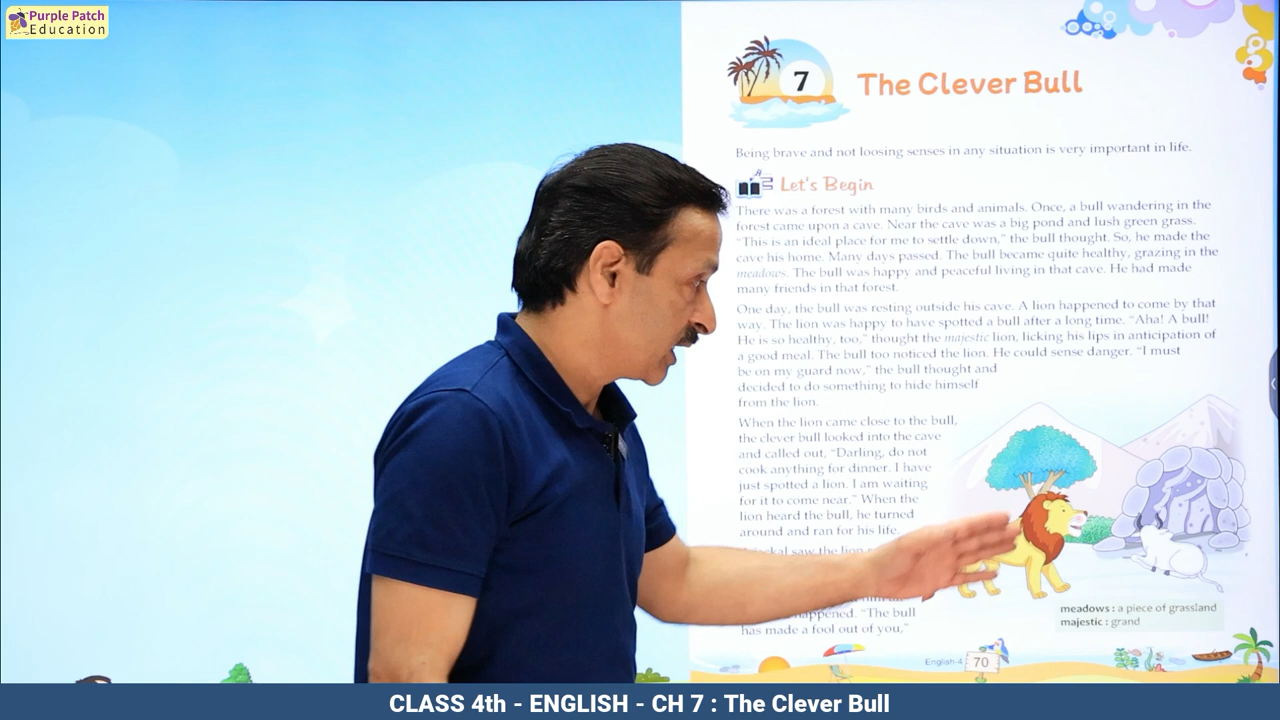 Purple Patch
Education
7
The Clever Bull
Being brave and not loosing senses in any situation is very important in life.
Let's Begin
There was a forest with many birds and animals. Once, a bull wandering in the
forest came upon a cave. Near the cave was a big pond and lush green grass.
“This is an ideal place for me to settle down,” the bull thought. So, he made the
cave his home. Many days passed. The bull became quite healthy, grazing in the
meadows. The bull was happy and peaceful living in that cave. He had made
many friends in that forest.
One day, the bull was resting outside his cave. A lion happened to come by that
way. The lion was happy to have spotted a bull after a long time. “Aha! A bull!
He is so healthy, too,” thought the majestic lion, licking his lips in anticipation of
a good meal. The bull too noticed the lion. He could sense danger. “I must
be on my guard now,” the bull thought and
decided to do something to hide himself
from the lion.
When the lion came close to the bull,
the clever bull looked into the cave
and called out, “Darling, do not
cook anything for dinner. I have
just spotted a lion. I am waiting
for it to come near.” When the
lion heard the bull, he turned
around and ran for his life.
saw the lion
happened. “The bull
has made a fool out of you,”
meadows : a piece of grassland
majestic : grand
English-4 70
CLASS 4th - ENGLISH - CH 7 : The Clever Bull